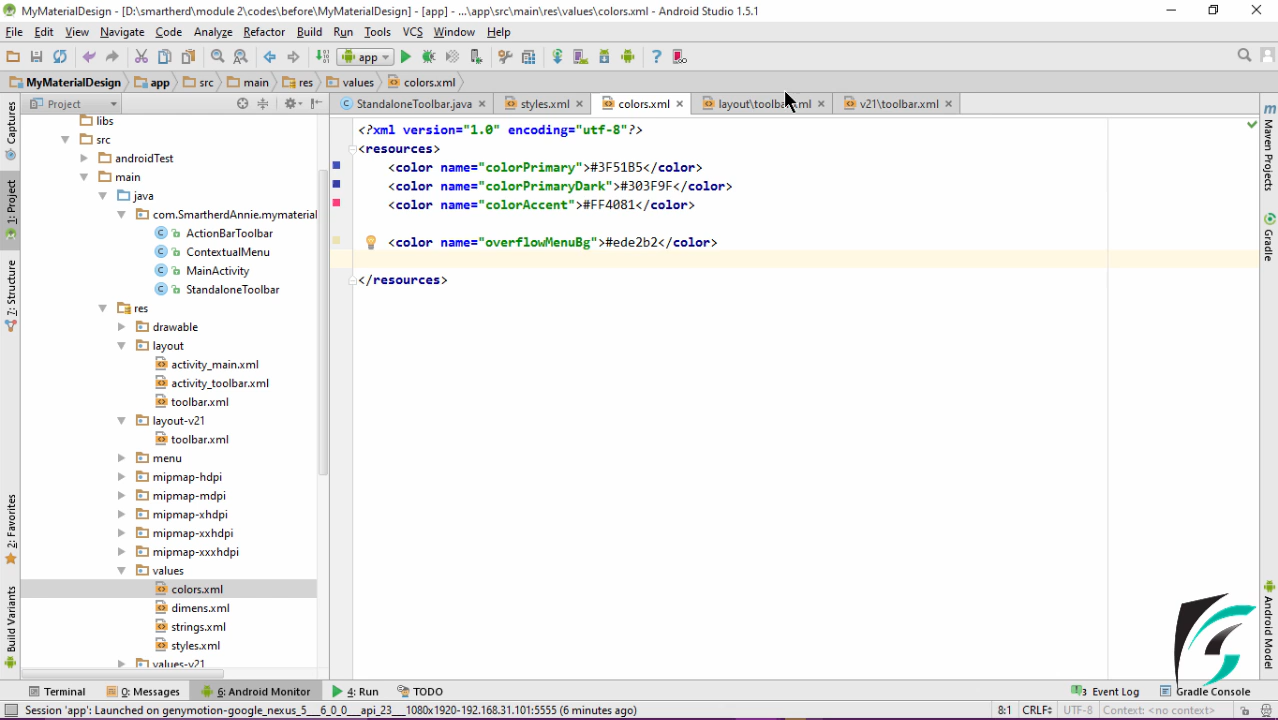 MyMaterialDesign - [D:\smartherd\module 2\codes\before\MyMaterialDesign] - [app] - ...\app\src\main\res\values\colors.xml - Android Studio 1.5.1
File Edit View Navigate Code Analyze Refactor Build Run Tools VCS Window Help
app
MyMaterialDesign app src main res values colors.xml
Project
StandaloneToolbar.java styles.xml colors.xml layout\toolbar.xml v21\toolbar.xml
libs
src
androidTest
main
java
com.SmartherdAnnie.mymaterial
ActionBarToolbar
ContextualMenu
MainActivity
StandaloneToolbar
res
drawable
layout
activity_main.xml
activity_toolbar.xml
toolbar.xml
layout-v21
toolbar.xml
menu
mipmap-hdpi
mipmap-mdpi
mipmap-xhdpi
mipmap-xxhdpi
mipmap-xxxhdpi
values
colors.xml
dimens.xml
strings.xml
styles.xml
values-v21
<?xml version="1.0" encoding="utf-8"?>
<resources>
<color name="colorPrimary">#3F51B5</color>
<color name="colorPrimaryDark">#303F9F</color>
<color name="colorAccent">#FF4081</color>
<color name="overflowMenuBg">#ede2b2</color>
</resources>
Captures
1: Project
7: Structure
2: Favorites
Build Variants
Maven Projects
Gradle
Android Model
Terminal 0: Messages 6: Android Monitor 4: Run TODO 3 Event Log Gradle Console
Session 'app': Launched on genymotion-google_nexus_5___6_0_0___api_23___1080x1920-192.168.31.101:5555 (6 minutes ago) 8:1 CRLF÷ UTF-8 Context: <no context>